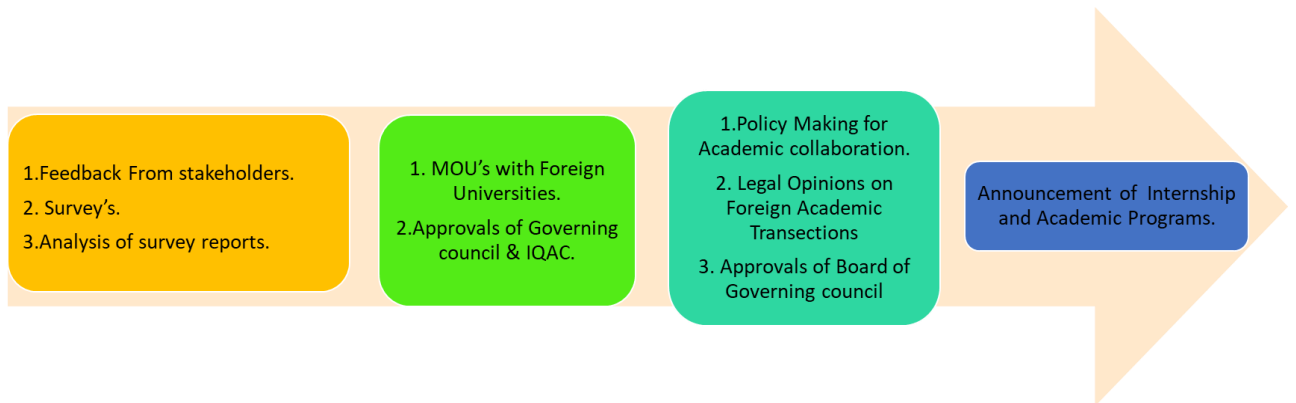 1.Feedback From stakeholders.
2. Survey's.
3.Analysis of survey reports.
1. MOU's with Foreign
Universities.
2.Approvals of Governing
council & IQAC.
1.Policy Making for
Academic collaboration.
2. Legal Opinions on
Foreign Academic
Transections
3. Approvals of Board of
Governing council
Announcement of Internship
and Academic Programs.